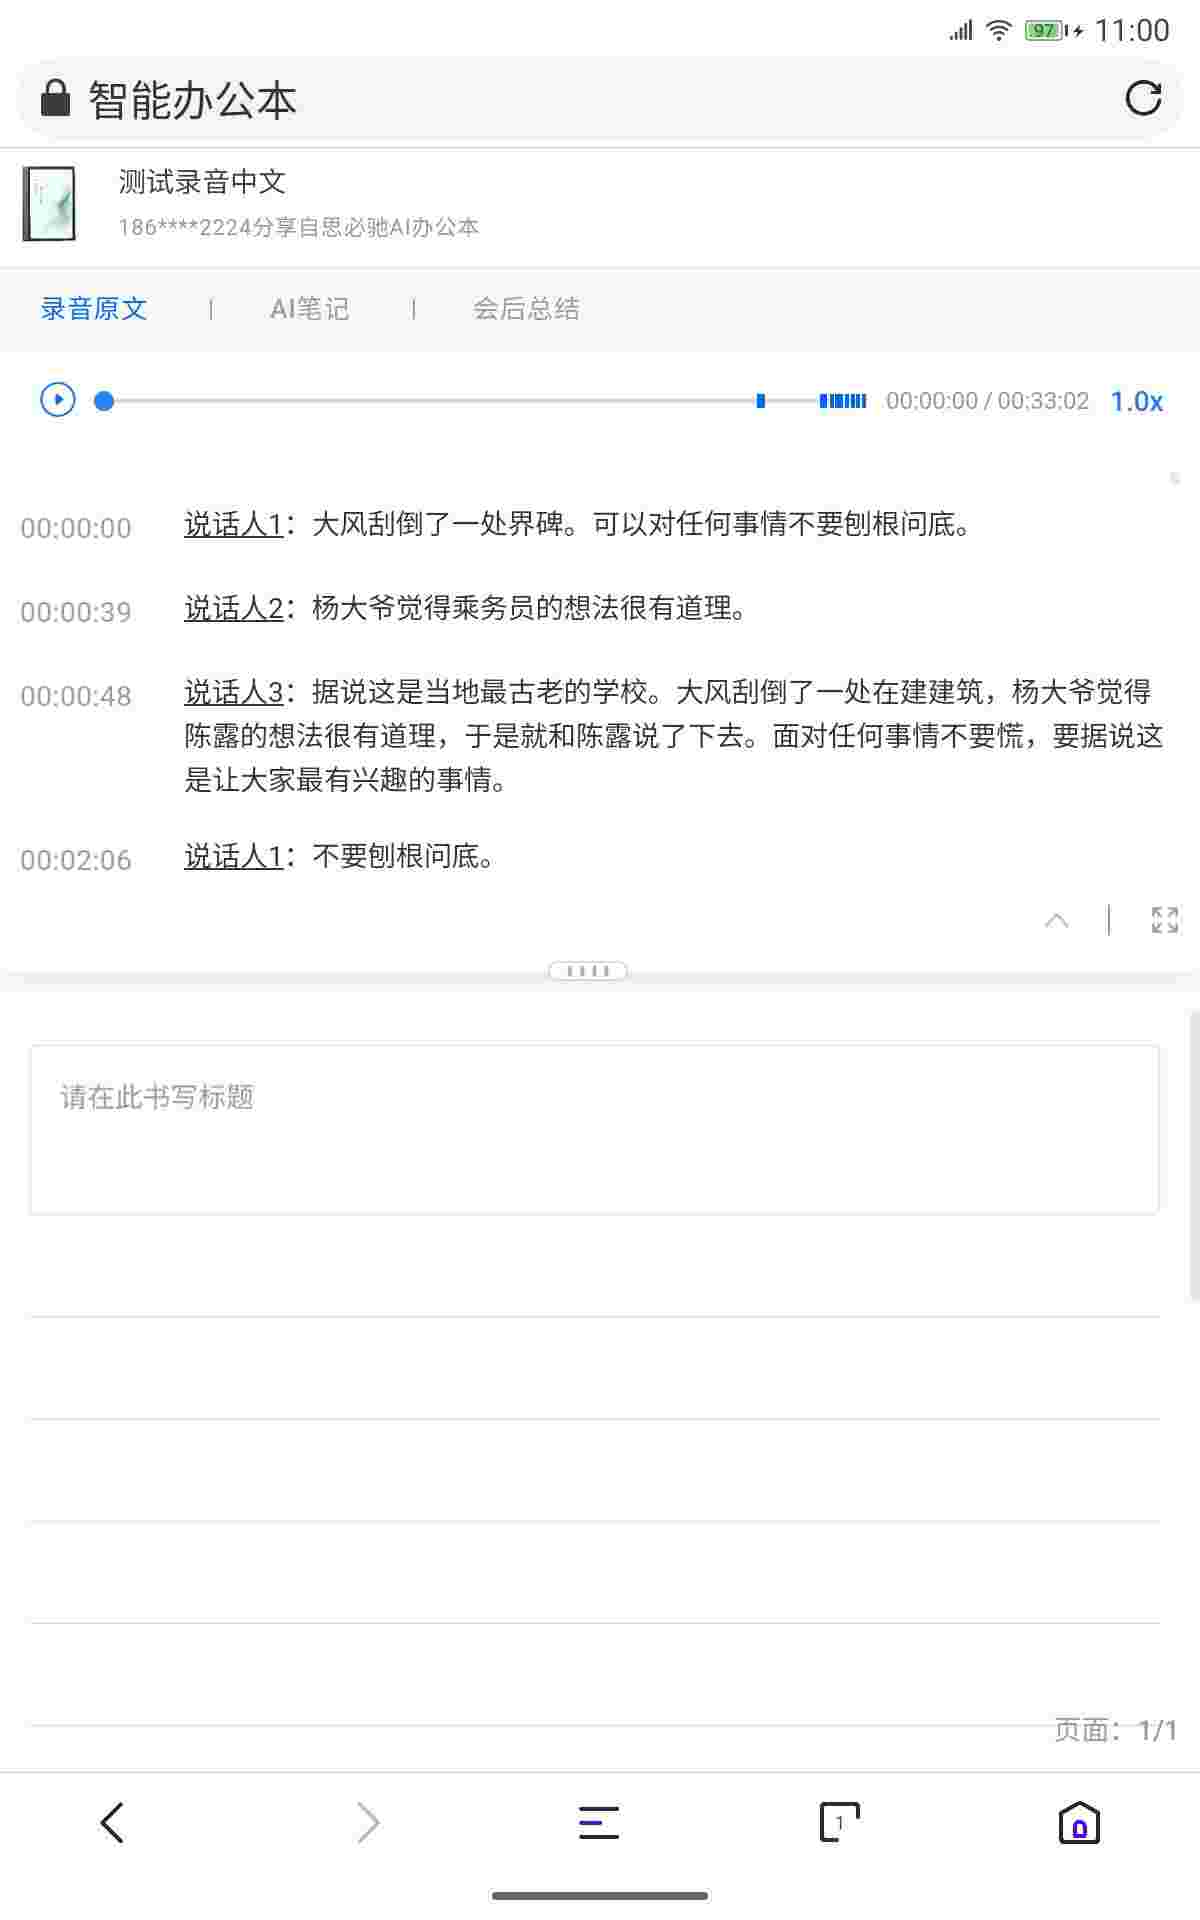 97 11:00
智能办公本
测试录音中文
186****2224分享自思必驰AI办公本
录音原文 | AI笔记 | 会后总结
00:00:00 / 00:33:02 1.0x
00:00:00 说话人1：大风刮倒了一处界碑。可以对任何事情不要刨根问底。
00:00:39 说话人2：杨大爷觉得乘务员的想法很有道理。
00:00:48 说话人3：据说这是当地最古老的学校。大风刮倒了一处在建建筑，杨大爷觉得
陈露的想法很有道理，于是就和陈露说了下去。面对任何事情不要慌，要据说这
是让大家最有兴趣的事情。
00:02:06 说话人1：不要刨根问底。
请在此书写标题
页面：1/1
1